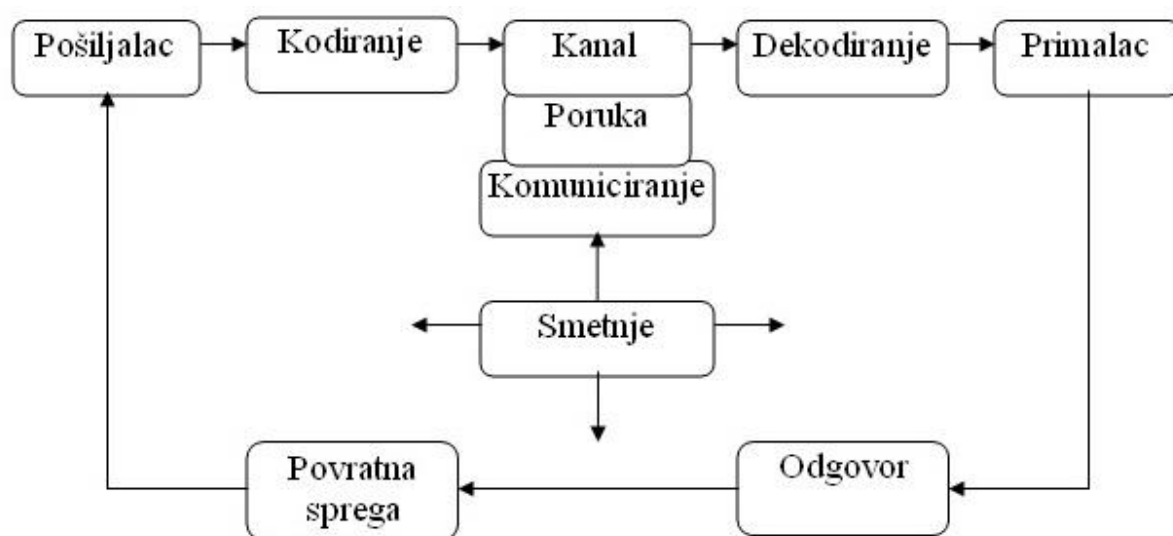 Pošiljalac
Kodiranje
Kanal
Dekodiranje
Primalac
Poruka
Komuniciranje
Smetnje
Povratna
sprega
Odgovor